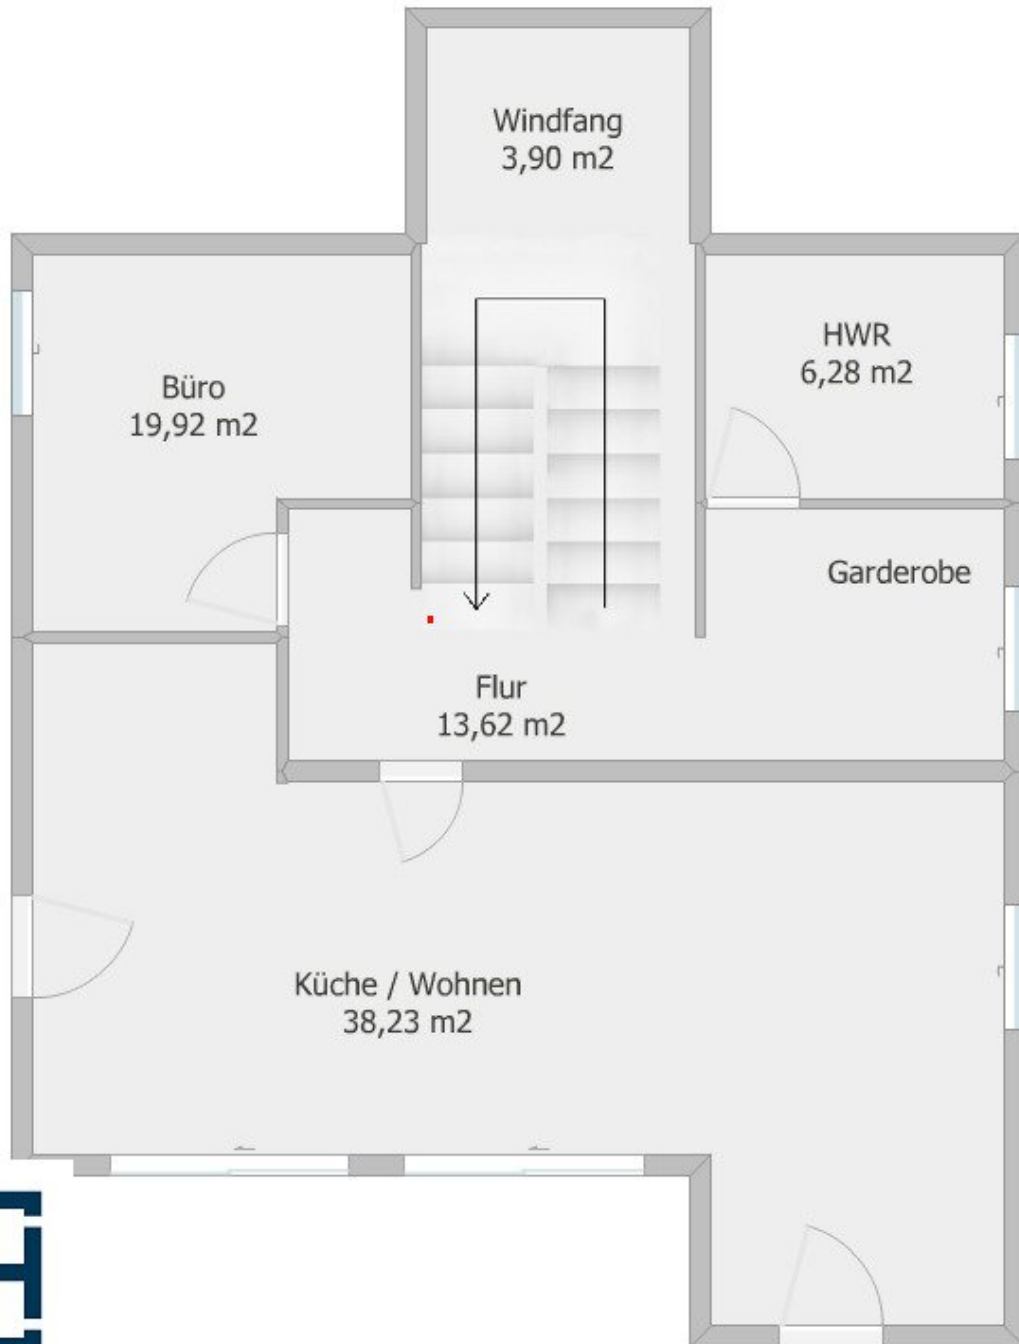 Windfang
3,90 m2
HWR
6,28 m2
Büro
19,92 m2
Garderobe
Flur
13,62 m2
Küche / Wohnen
38,23 m2